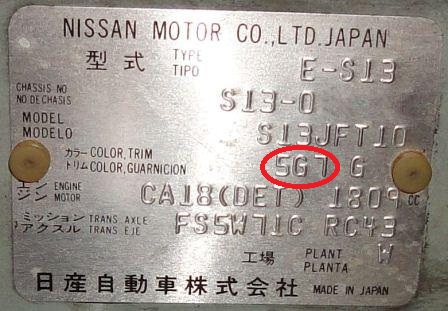 NISSAN MOTOR CO.,LTD.JAPAN
型式 TYPE TIPO E-S13
CHASSIS NO
NO DE CHASIS S13-0
MODEL
MODELO S13JFT10
カラー COLOR,TRIM
トリム COLOR,GUARNICION 5G7 G
エンジン ENGINE MOTOR CA18(DET) 1809 CC
ミッション TRANS. AXLE
アクスル TRANS EJE FS5W71C RC43
工場 PLANT PLANTA W
日産自動車株式会社 MADE IN JAPAN